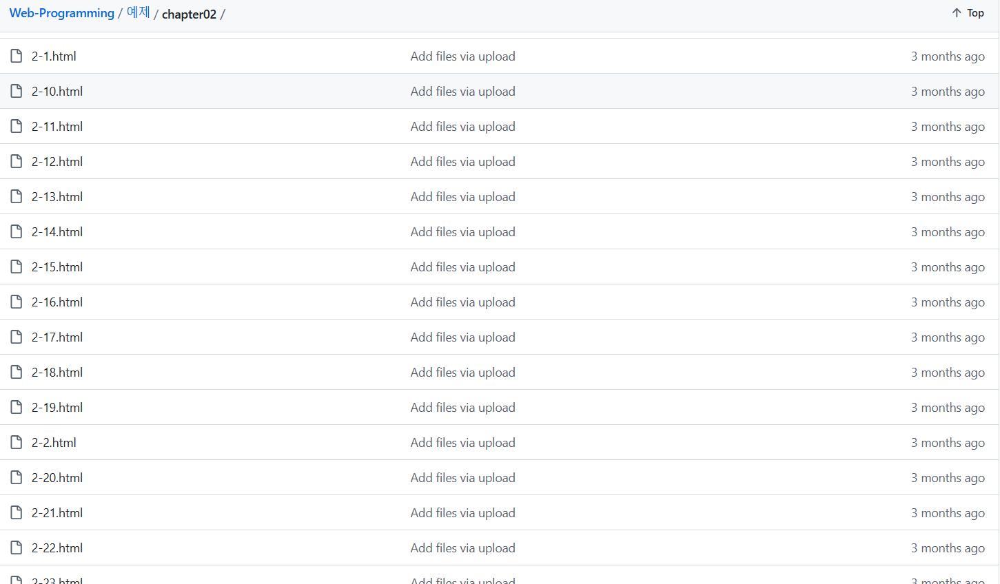 Web-Programming / 예제 / chapter02 /
Top
2-1.html Add files via upload 3 months ago
2-10.html Add files via upload 3 months ago
2-11.html Add files via upload 3 months ago
2-12.html Add files via upload 3 months ago
2-13.html Add files via upload 3 months ago
2-14.html Add files via upload 3 months ago
2-15.html Add files via upload 3 months ago
2-16.html Add files via upload 3 months ago
2-17.html Add files via upload 3 months ago
2-18.html Add files via upload 3 months ago
2-19.html Add files via upload 3 months ago
2-2.html Add files via upload 3 months ago
2-20.html Add files via upload 3 months ago
2-21.html Add files via upload 3 months ago
2-22.html Add files via upload 3 months ago
2-23.html Add files via upload 3 months ago